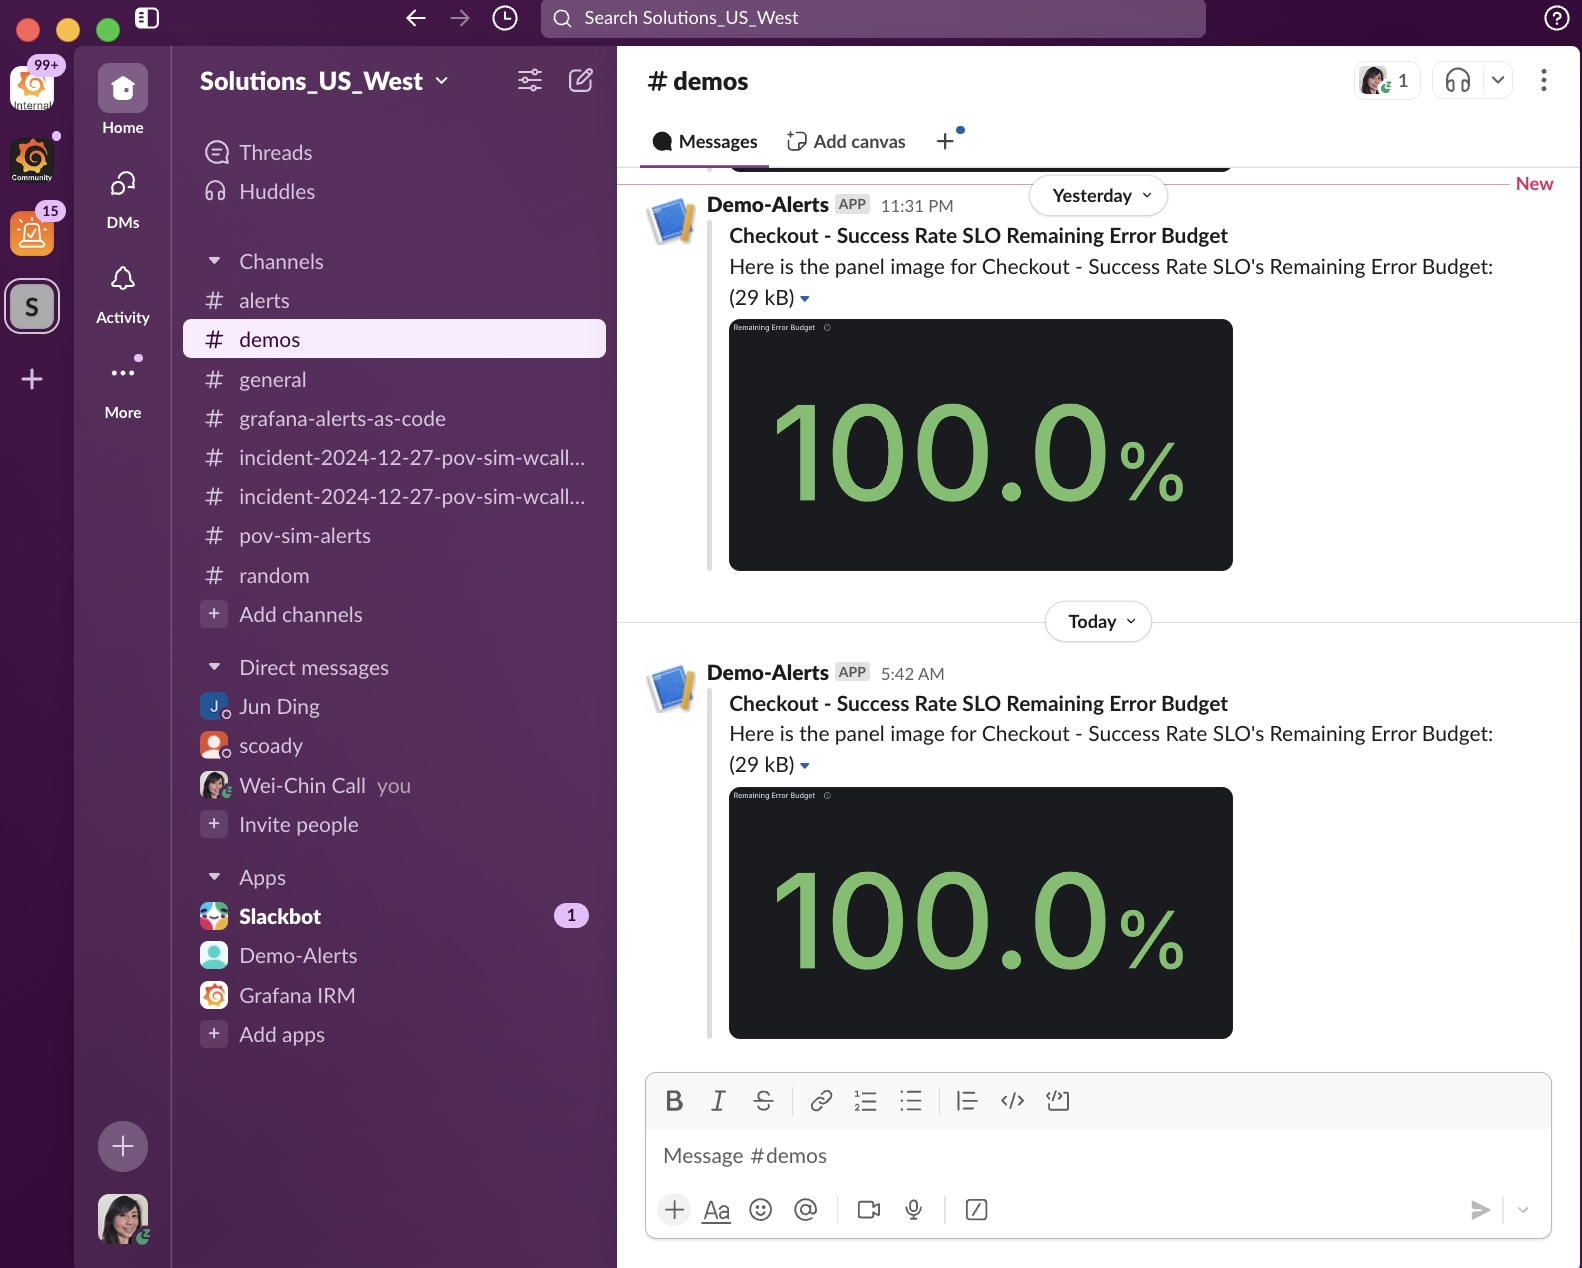 Search Solutions_US_West
99+
Internal
Community
15
S
Home
DMs
Activity
More
Solutions_US_West
Threads
Huddles
Channels
# alerts
# demos
# general
# grafana-alerts-as-code
# incident-2024-12-27-pov-sim-wcall...
# incident-2024-12-27-pov-sim-wcall...
# pov-sim-alerts
# random
+ Add channels
Direct messages
J Jun Ding
scoady
Wei-Chin Call you
+ Invite people
Apps
Slackbot 1
Demo-Alerts
Grafana IRM
+ Add apps
# demos
1
Messages Add canvas +
Yesterday
New
Demo-Alerts APP 11:31 PM
Checkout - Success Rate SLO Remaining Error Budget
Here is the panel image for Checkout - Success Rate SLO's Remaining Error Budget:
(29 kB)
Remaining Error Budget
100.0%
Today
Demo-Alerts APP 5:42 AM
Checkout - Success Rate SLO Remaining Error Budget
Here is the panel image for Checkout - Success Rate SLO's Remaining Error Budget:
(29 kB)
Remaining Error Budget
100.0%
B I S
Message #demos
+ Aa @